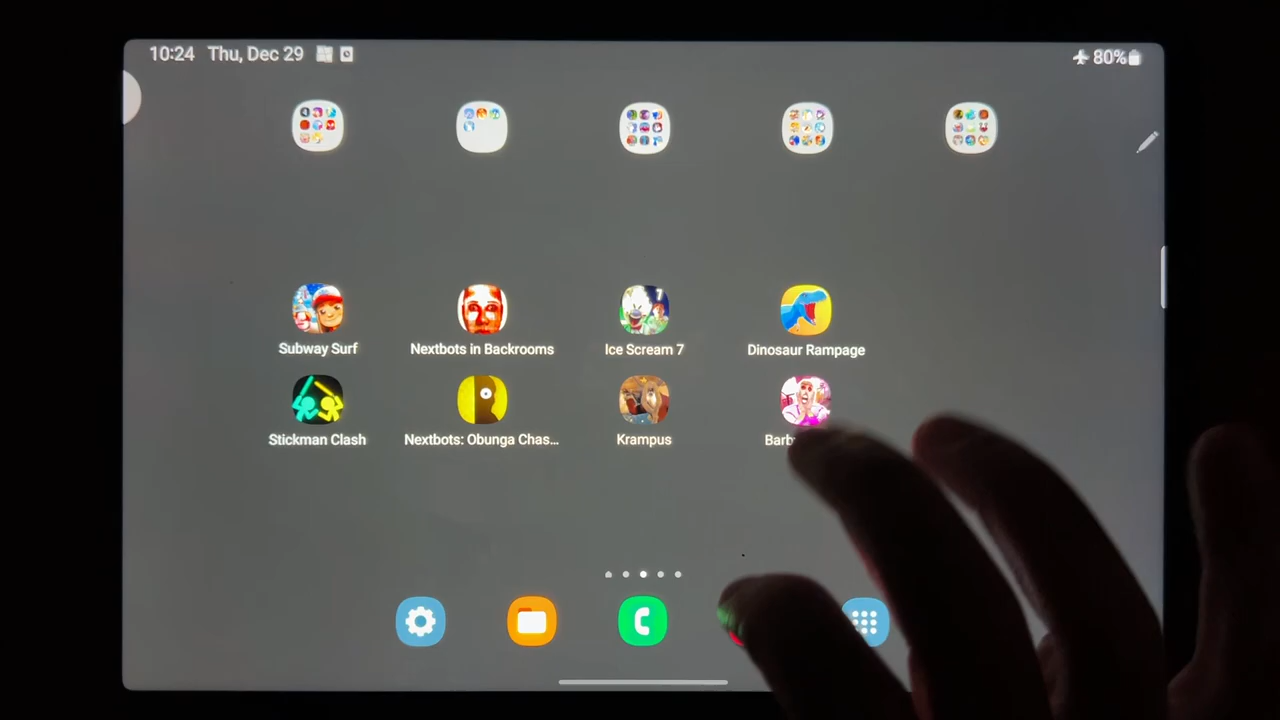 10:24 Thu, Dec 29
80%
7
Subway Surf
Nextbots in Backrooms
Ice Scream 7
Dinosaur Rampage
Stickman Clash
Nextbots: Obunga Chas...
Krampus